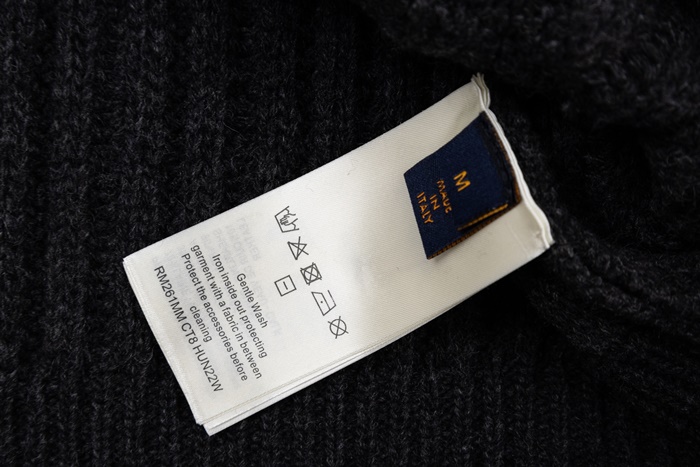 M
MADE
IN
ITALY
Gentle Wash
Iron inside out protecting
garment with a fabric in between
Protect the accessories before
cleaning
RM261MM CT8 HUN22W